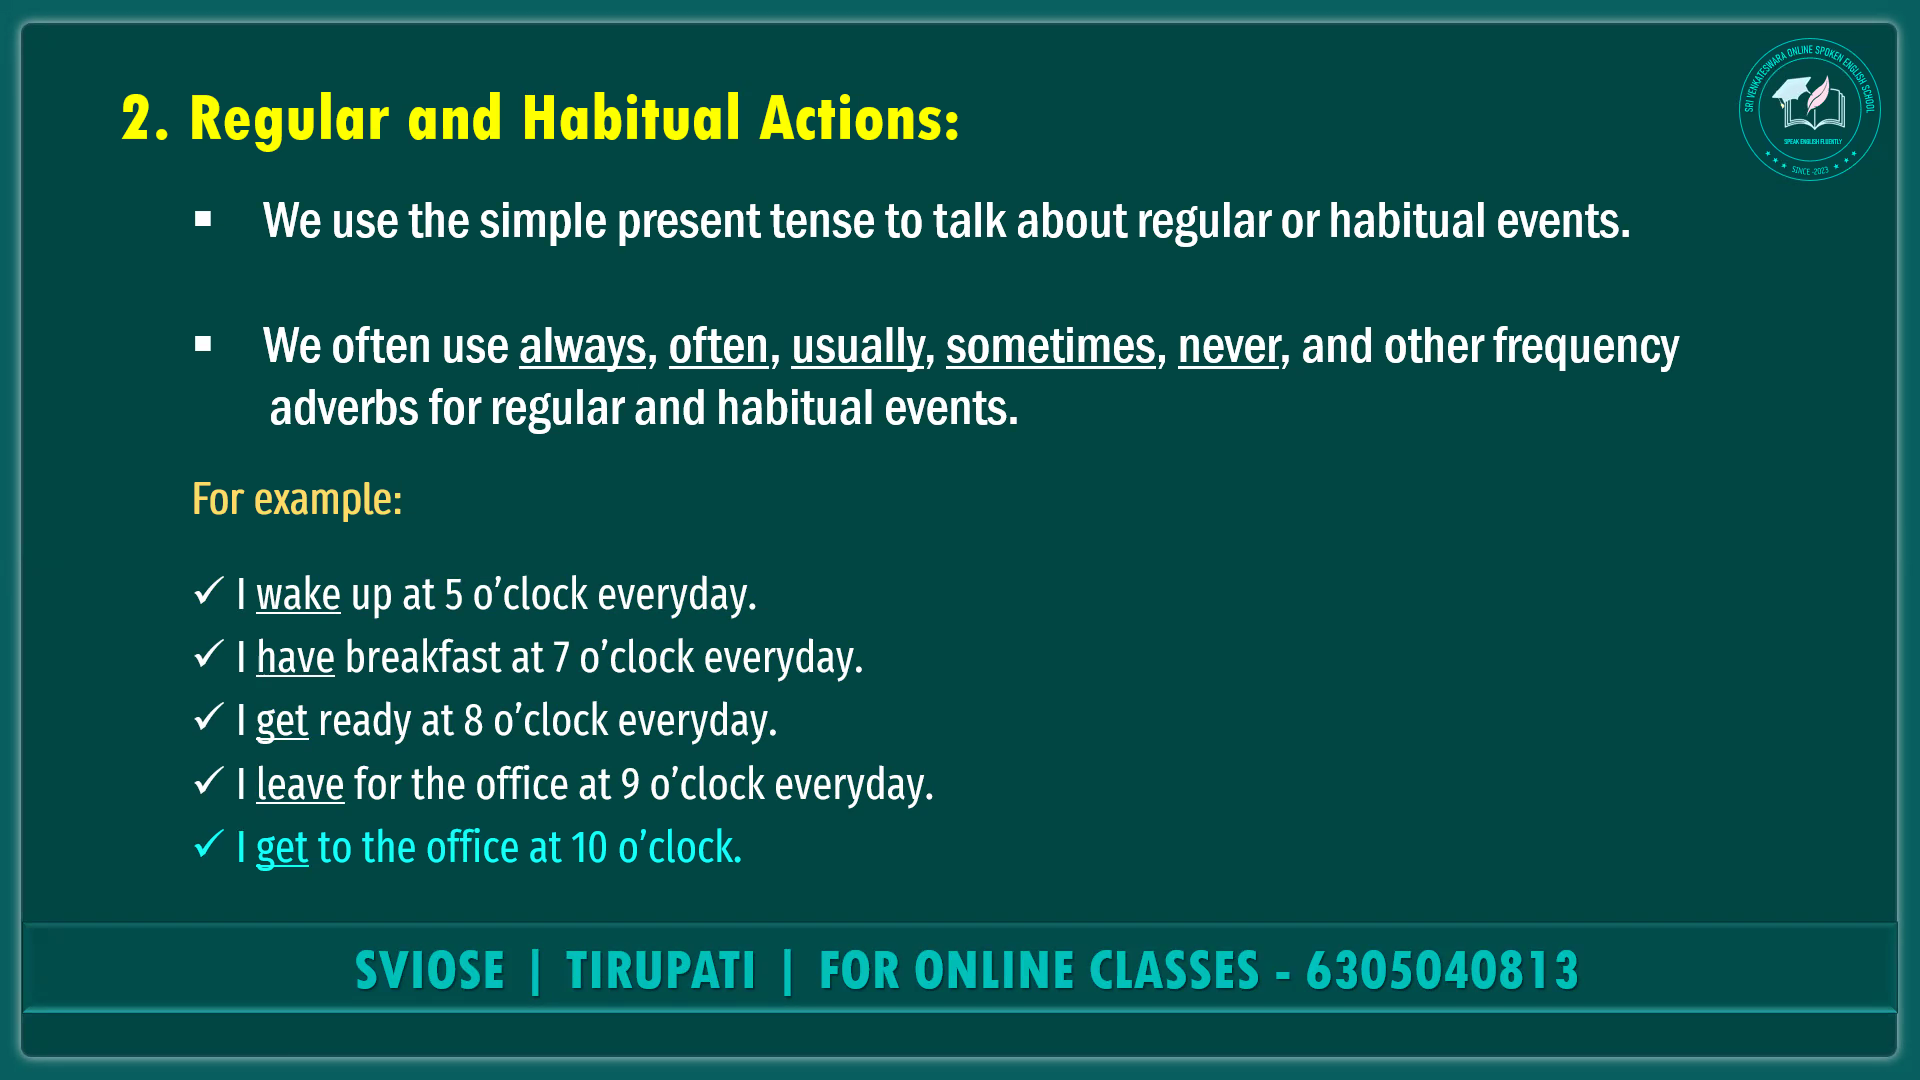 2. Regular and Habitual Actions:
SRI VENKATESWARA ONLINE SPOKEN ENGLISH SCHOOL
SPEAK ENGLISH FLUENTLY
SINCE -2023
▪ We use the simple present tense to talk about regular or habitual events.
▪ We often use always, often, usually, sometimes, never, and other frequency
adverbs for regular and habitual events.
For example:
✓ I wake up at 5 o’clock everyday.
✓ I have breakfast at 7 o’clock everyday.
✓ I get ready at 8 o’clock everyday.
✓ I leave for the office at 9 o’clock everyday.
✓ I get to the office at 10 o’clock.
SVIOSE | TIRUPATI | FOR ONLINE CLASSES - 6305040813